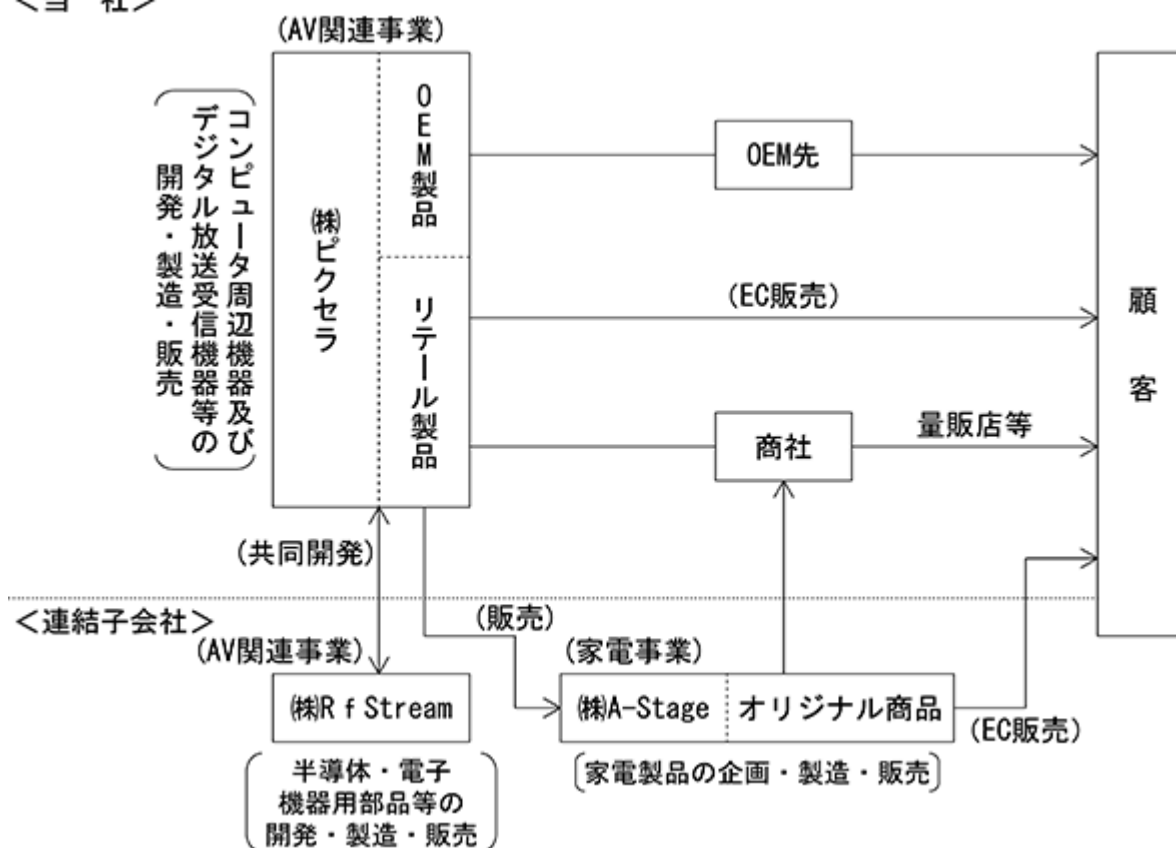 ＜当 社＞
(AV関連事業)
コンピュータ周辺機器及び
デジタル放送受信機器等の
開発・製造・販売
㈱ピクセラ
OEM製品
リテール製品
OEM先
(EC販売)
商社
量販店等
顧客
(共同開発)
＜連結子会社＞
(販売)
(AV関連事業)
(家電事業)
㈱RfStream
㈱A-Stage
オリジナル商品
(EC販売)
半導体・電子
機器用部品等の
開発・製造・販売
家電製品の企画・製造・販売